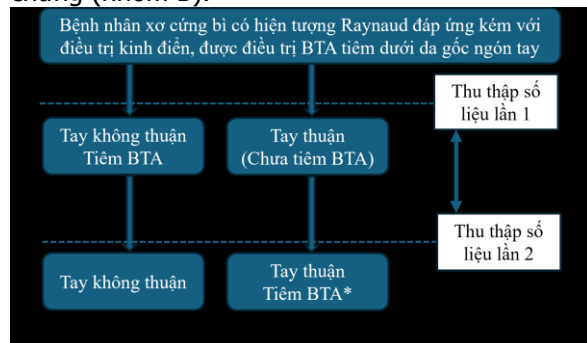 chứng (nhóm B).
Bệnh nhân xơ cứng bì có hiện tượng Raynaud đáp ứng kém với
điều trị kinh điển, được điều trị BTA tiêm dưới da gốc ngón tay
Thu thập số
liệu lần 1
Tay không thuận
Tiêm BTA
Tay thuận
(Chưa tiêm BTA)
Thu thập số
liệu lần 2
Tay không thuận
Tay thuận
Tiêm BTA*